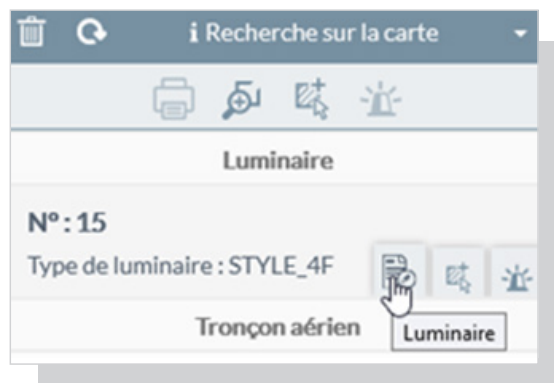 i Recherche sur la carte
Luminaire
N° : 15
Type de luminaire : STYLE_4F
Tronçon aérien
Luminaire